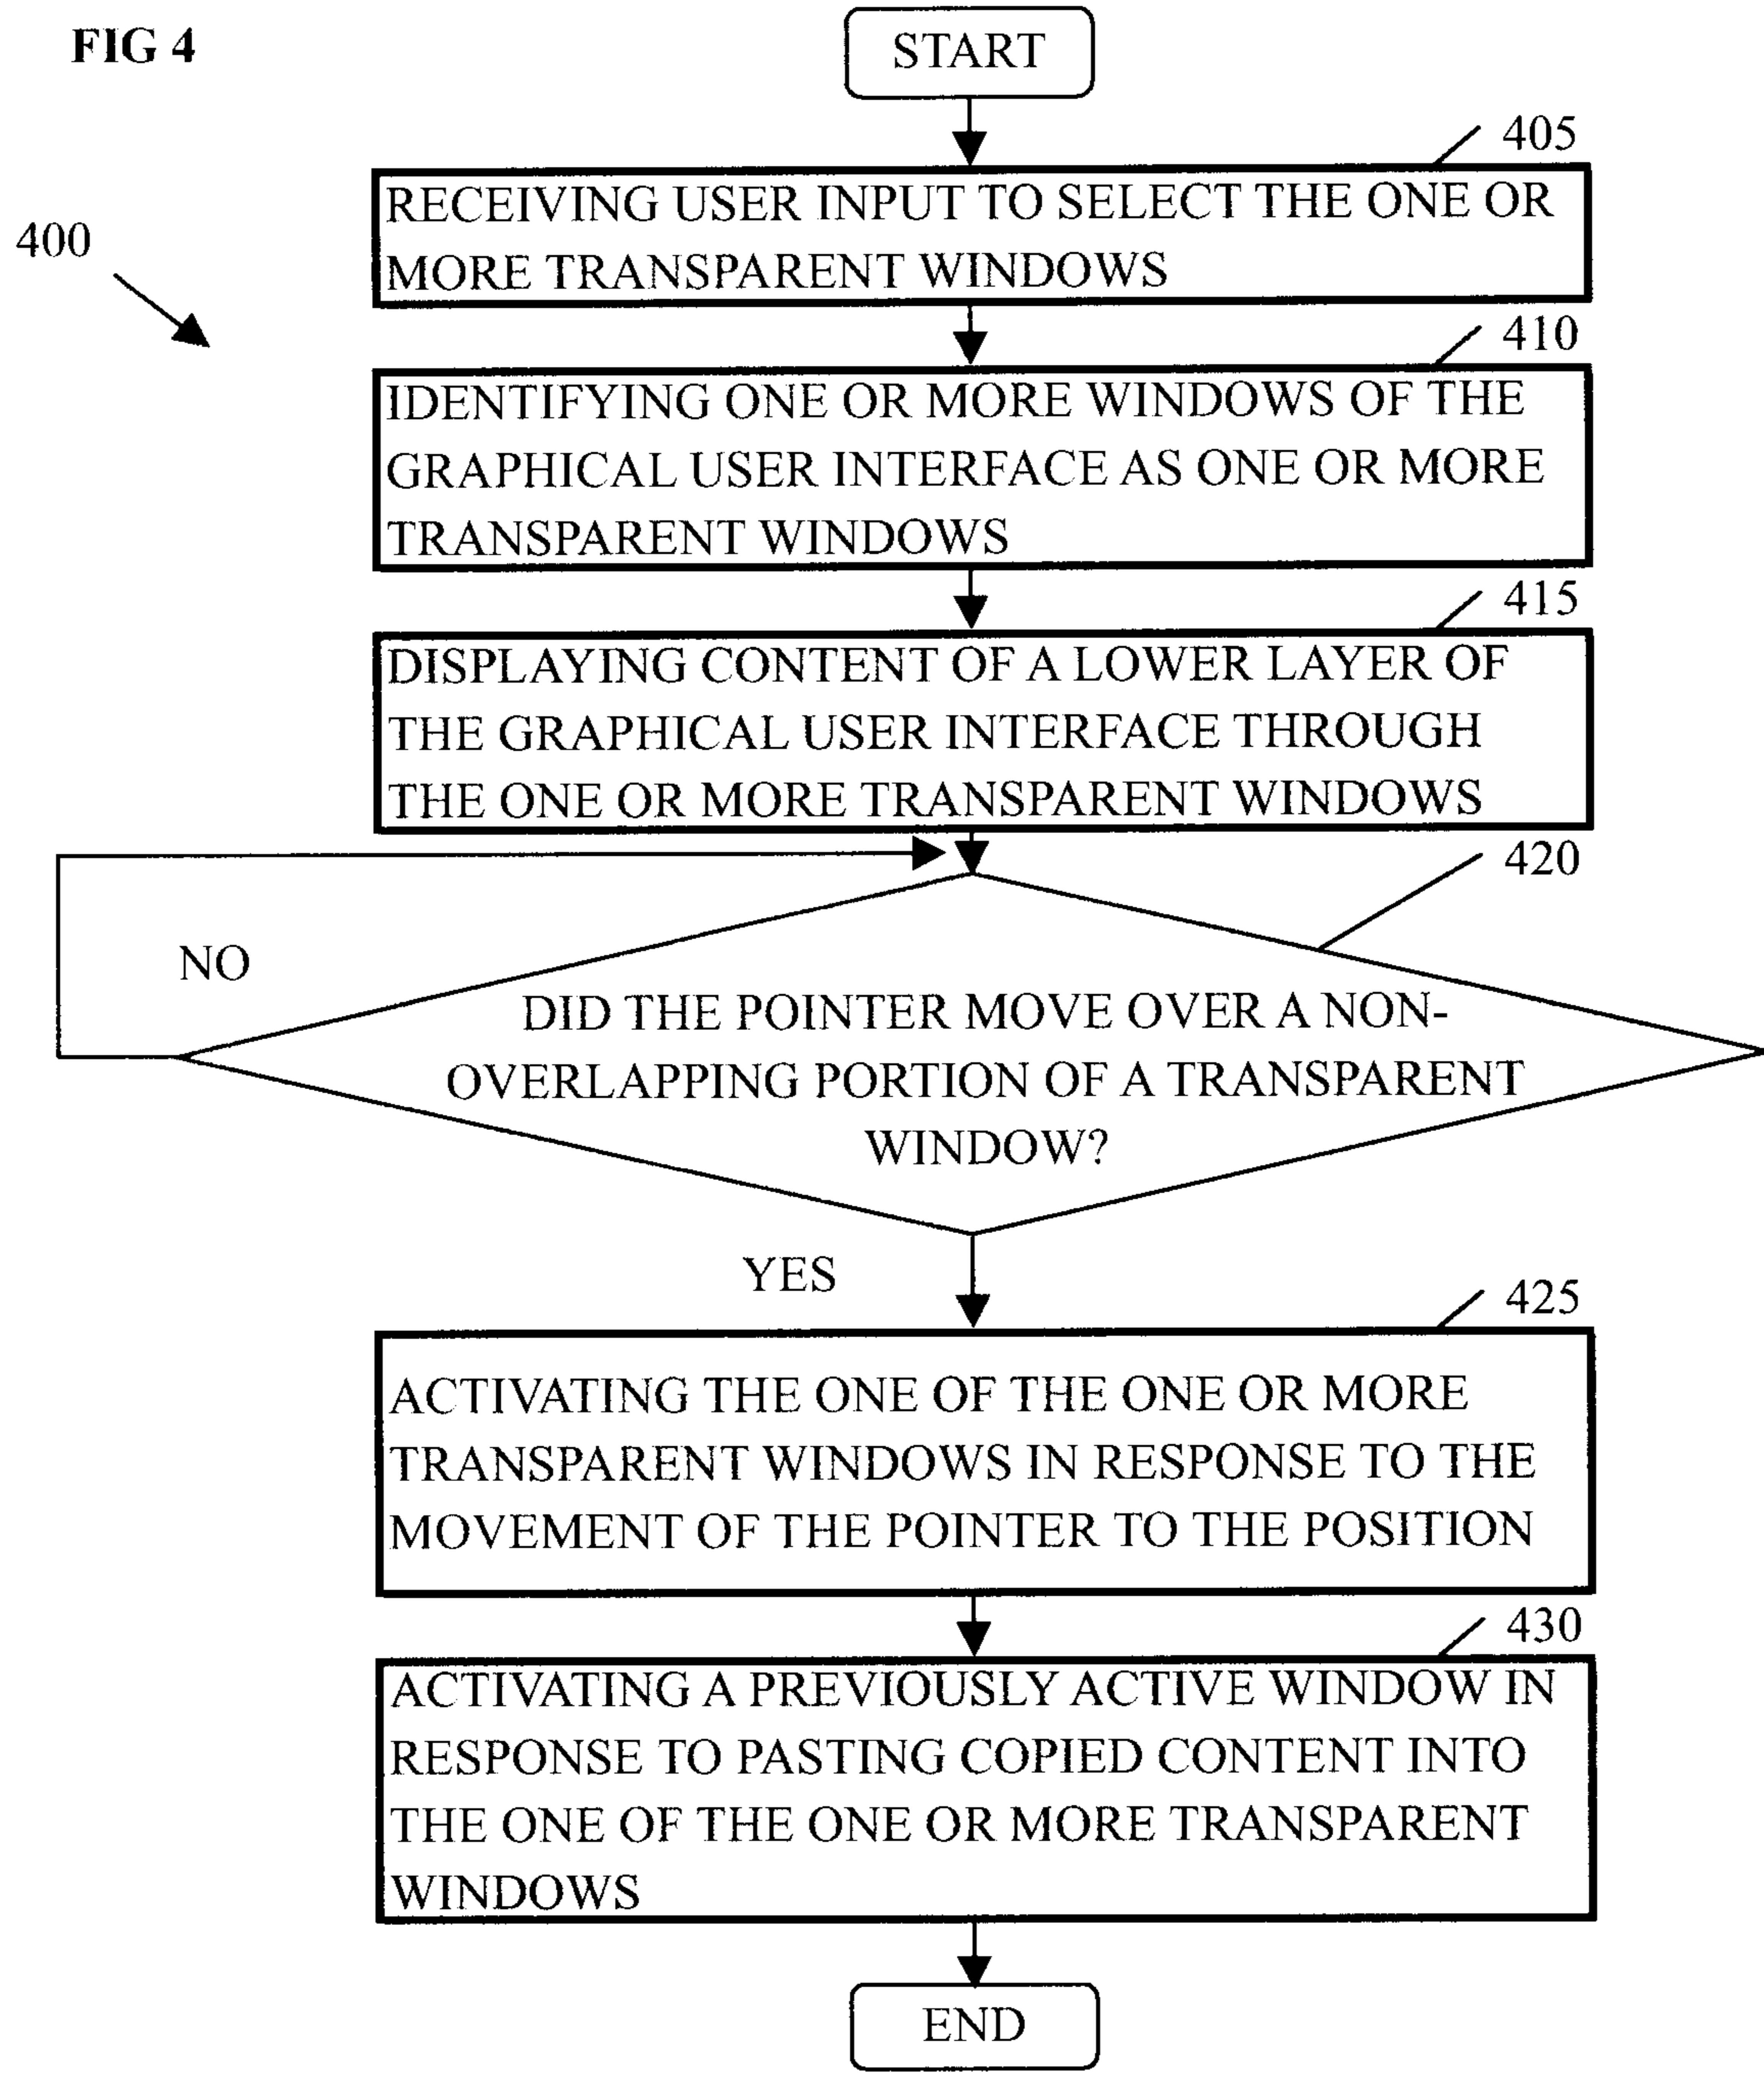 FIG 4
START
405
RECEIVING USER INPUT TO SELECT THE ONE OR
MORE TRANSPARENT WINDOWS
400
410
IDENTIFYING ONE OR MORE WINDOWS OF THE
GRAPHICAL USER INTERFACE AS ONE OR MORE
TRANSPARENT WINDOWS
415
DISPLAYING CONTENT OF A LOWER LAYER OF
THE GRAPHICAL USER INTERFACE THROUGH
THE ONE OR MORE TRANSPARENT WINDOWS
420
NO
DID THE POINTER MOVE OVER A NON-
OVERLAPPING PORTION OF A TRANSPARENT
WINDOW?
YES
425
ACTIVATING THE ONE OF THE ONE OR MORE
TRANSPARENT WINDOWS IN RESPONSE TO THE
MOVEMENT OF THE POINTER TO THE POSITION
430
ACTIVATING A PREVIOUSLY ACTIVE WINDOW IN
RESPONSE TO PASTING COPIED CONTENT INTO
THE ONE OF THE ONE OR MORE TRANSPARENT
WINDOWS
END